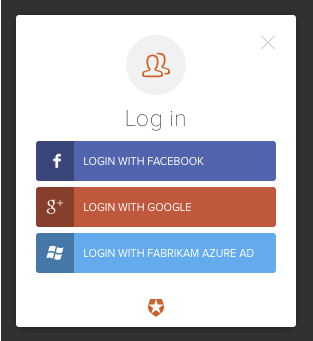 Log in
f LOGIN WITH FACEBOOK
g+ LOGIN WITH GOOGLE
LOGIN WITH FABRIKAM AZURE AD